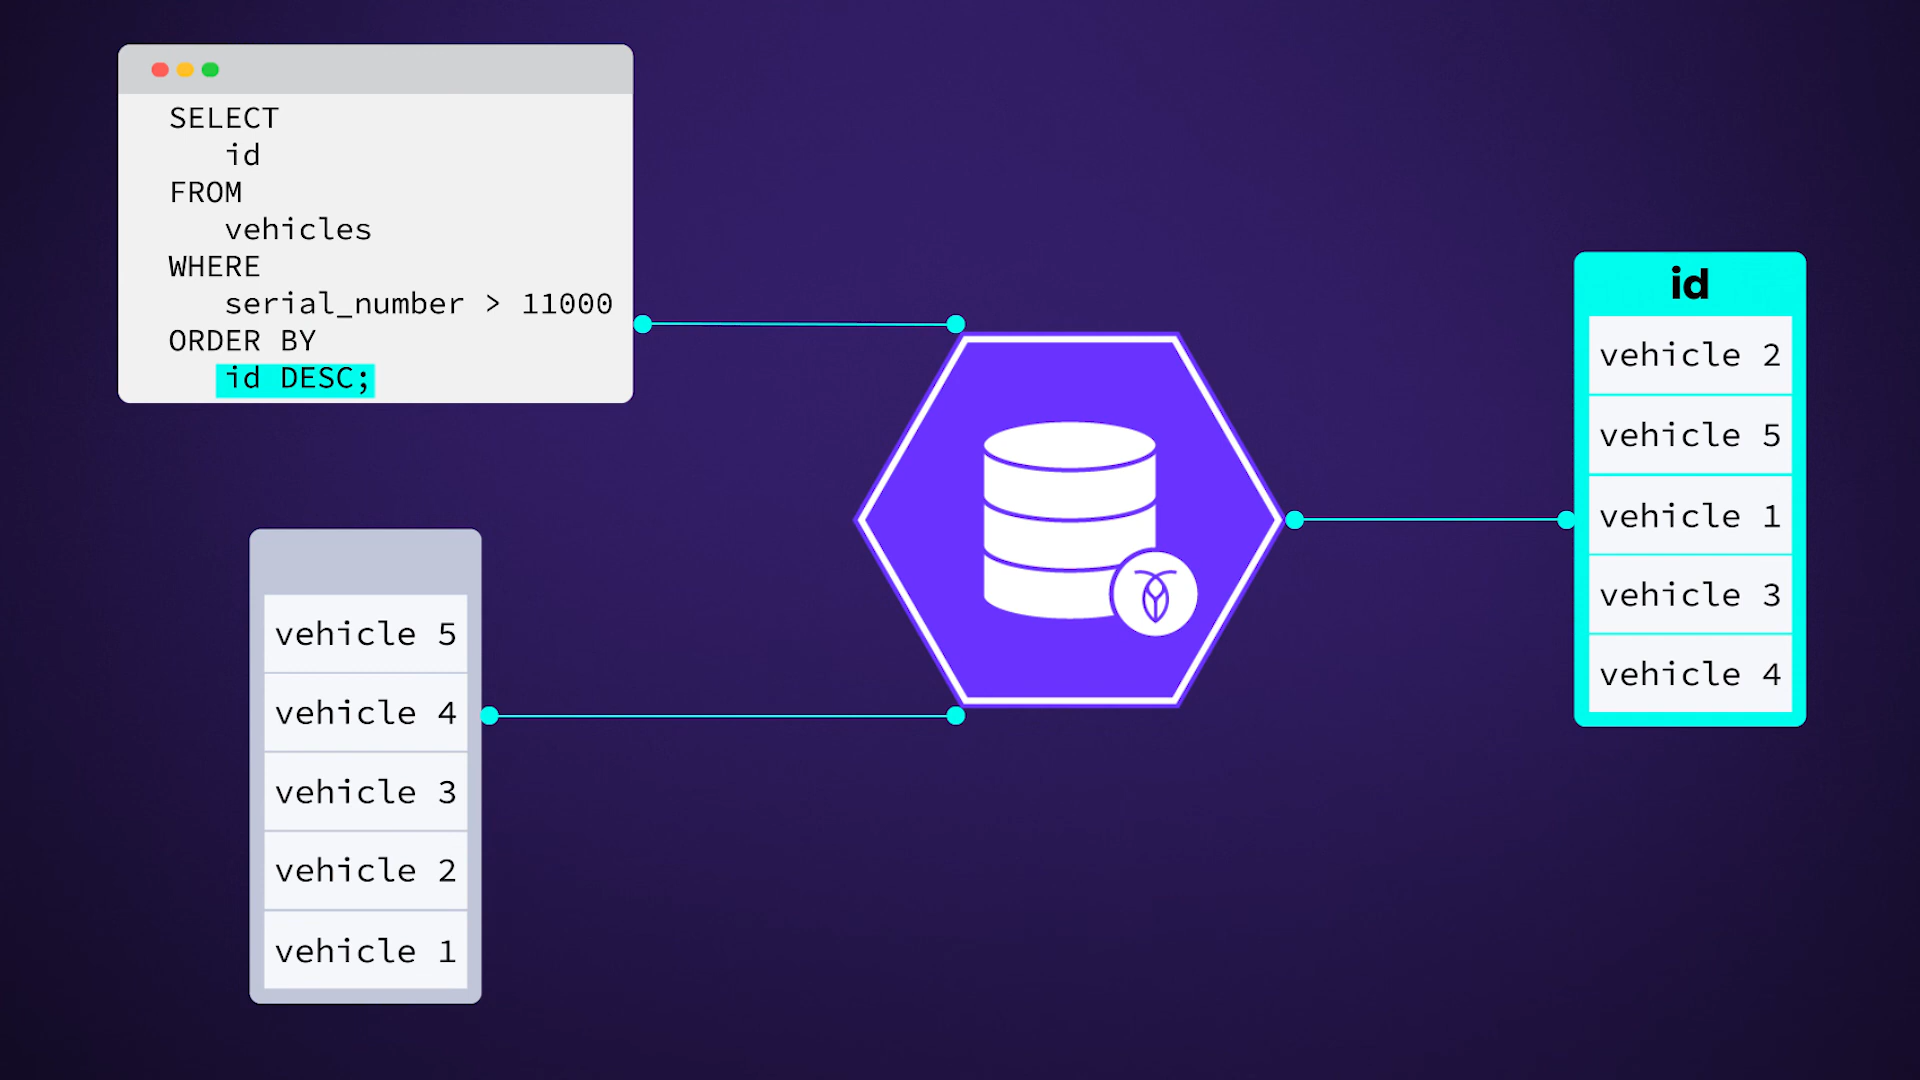 SELECT
id
FROM
vehicles
WHERE
serial_number > 11000
ORDER BY
id DESC;
vehicle 5
vehicle 4
vehicle 3
vehicle 2
vehicle 1
id
vehicle 2
vehicle 5
vehicle 1
vehicle 3
vehicle 4